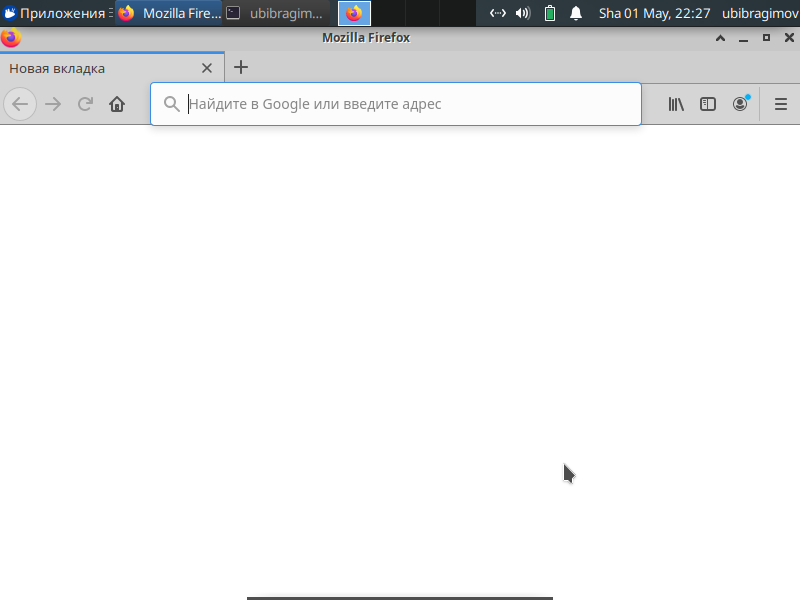 Приложения Mozilla Fire... ubibragim... Sha 01 May, 22:27 ubibragimov
Mozilla Firefox
Новая вкладка
Найдите в Google или введите адрес